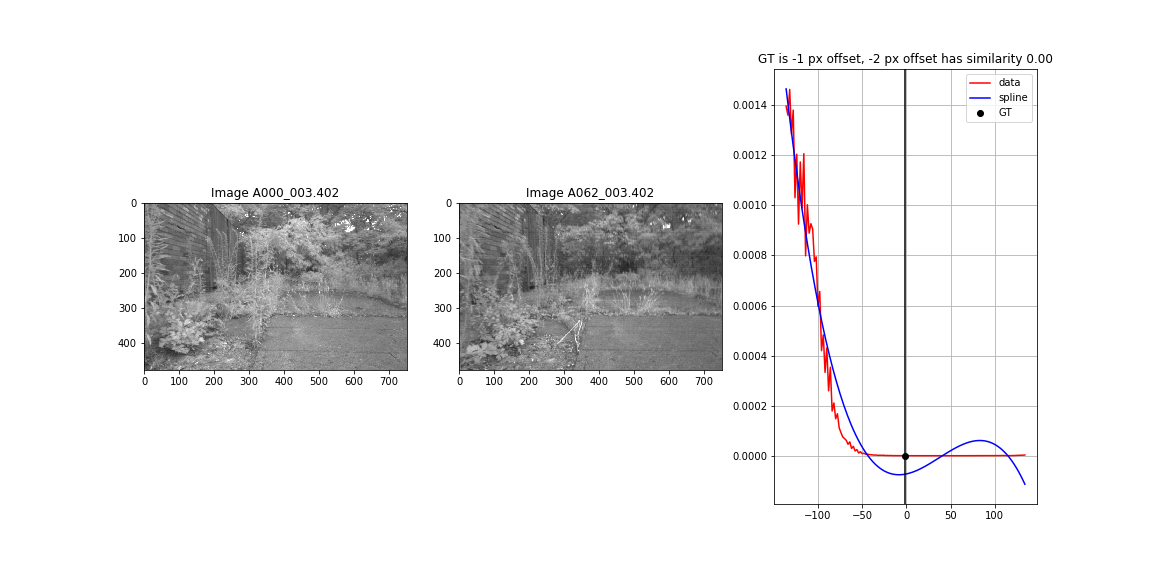 GT is -1 px offset, -2 px offset has similarity 0.00
data
spline
GT
0.0014
0.0012
0.0010
0.0008
0.0006
0.0004
0.0002
0.0000
−100 −50 0 50 100
Image A000_003.402
0
100
200
300
400
0 100 200 300 400 500 600 700
Image A062_003.402
0
100
200
300
400
0 100 200 300 400 500 600 700